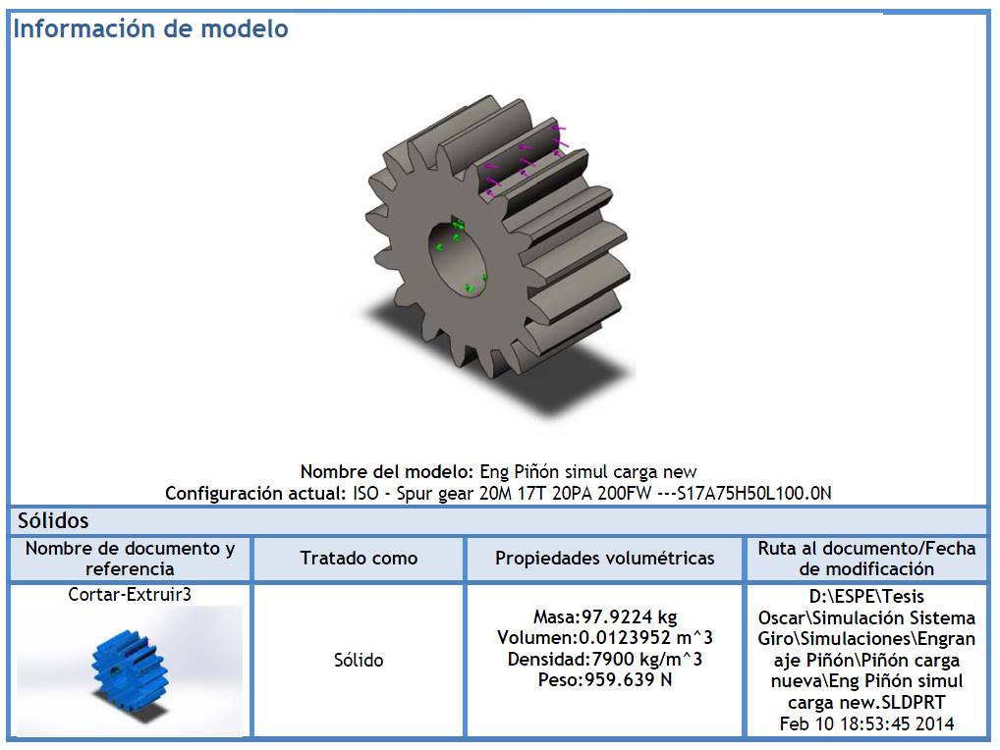 Información de modelo
Nombre del modelo: Eng Piñón simul carga new
Configuración actual: ISO - Spur gear 20M 17T 20PA 200FW ---S17A75H50L100.0N
Sólidos
Nombre de documento y
referencia
Tratado como
Propiedades volumétricas
Ruta al documento/Fecha
de modificación
Cortar-Extruir3
Sólido
Masa:97.9224 kg
Volumen:0.0123952 m^3
Densidad:7900 kg/m^3
Peso:959.639 N
D:\ESPE\Tesis
Oscar\Simulación Sistema
Giro\Simulaciones\Engran
aje Piñón\Piñón carga
nueva\Eng Piñón simul
carga new.SLDPRT
Feb 10 18:53:45 2014